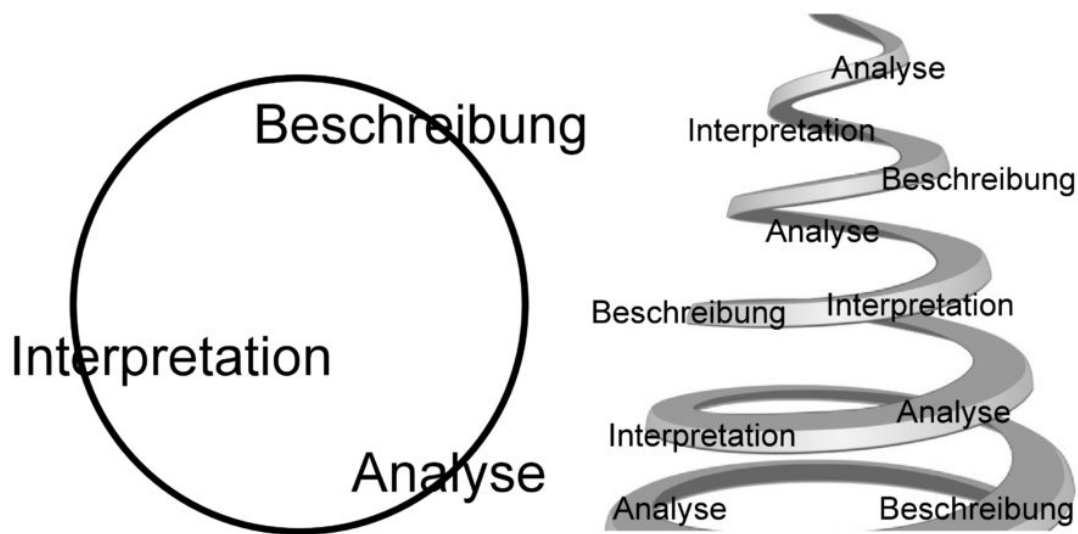 Beschreibung
Interpretation
Analyse
Analyse
Interpretation
Beschreibung
Analyse
Beschreibung
Interpretation
Analyse
Interpretation
Analyse
Beschreibung